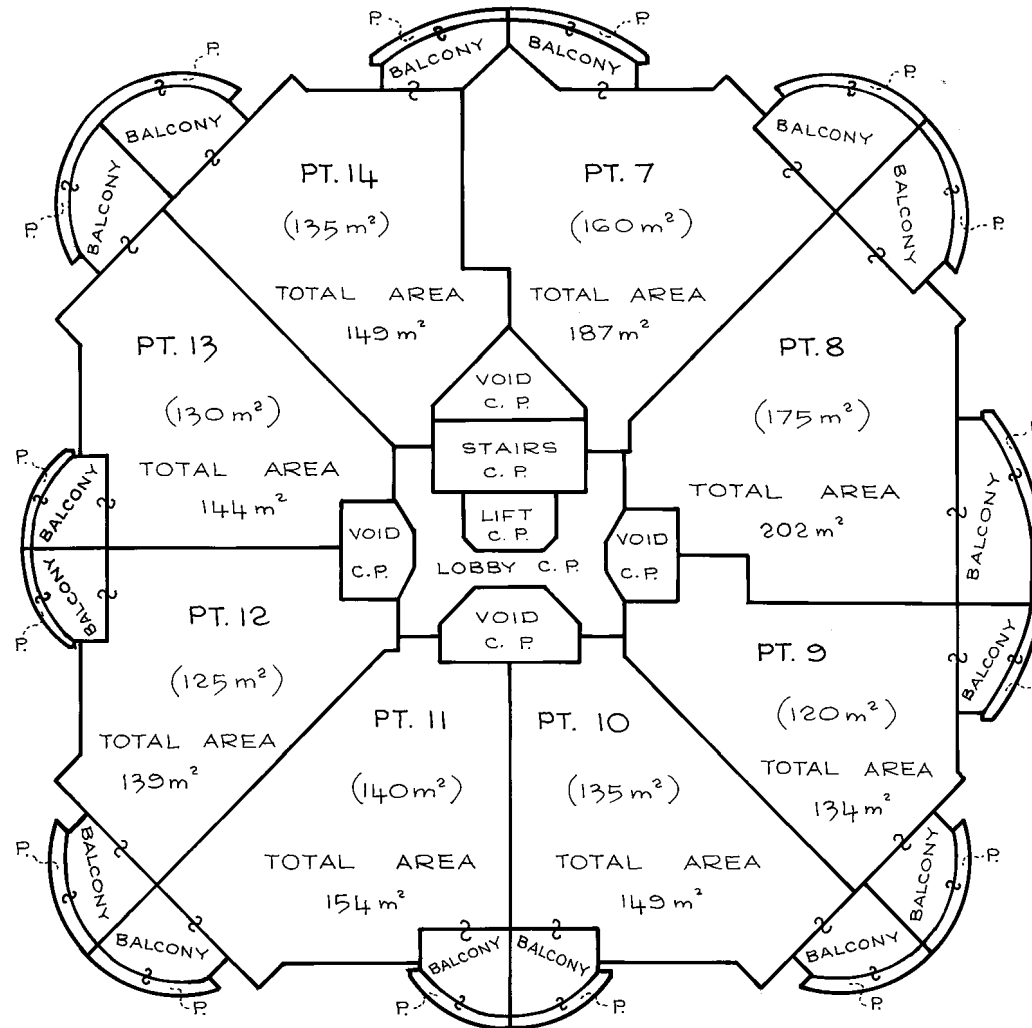 P.
P.
BALCONY
BALCONY
P.
P.
BALCONY
BALCONY
P.
P.
BALCONY
BALCONY
P.
P.
PT. 14
(135 m²)
TOTAL AREA
149 m²
PT. 7
(160 m²)
TOTAL AREA
187 m²
PT. 13
(130 m²)
TOTAL AREA
144 m²
PT. 8
(175 m²)
TOTAL AREA
202 m²
VOID
C. P.
STAIRS
C. P.
LIFT
C. P.
LOBBY C. P.
VOID
C. P.
VOID
C. P.
VOID
C. P.
P.
BALCONY
BALCONY
P.
P.
BALCONY
BALCONY
PT. 12
(125 m²)
TOTAL AREA
139 m²
PT. 11
(140 m²)
TOTAL AREA
154 m²
PT. 10
(135 m²)
TOTAL AREA
149 m²
PT. 9
(120 m²)
TOTAL AREA
134 m²
P.
BALCONY
BALCONY
P.
P.
BALCONY
BALCONY
P.
BALCONY
BALCONY
P.
P.